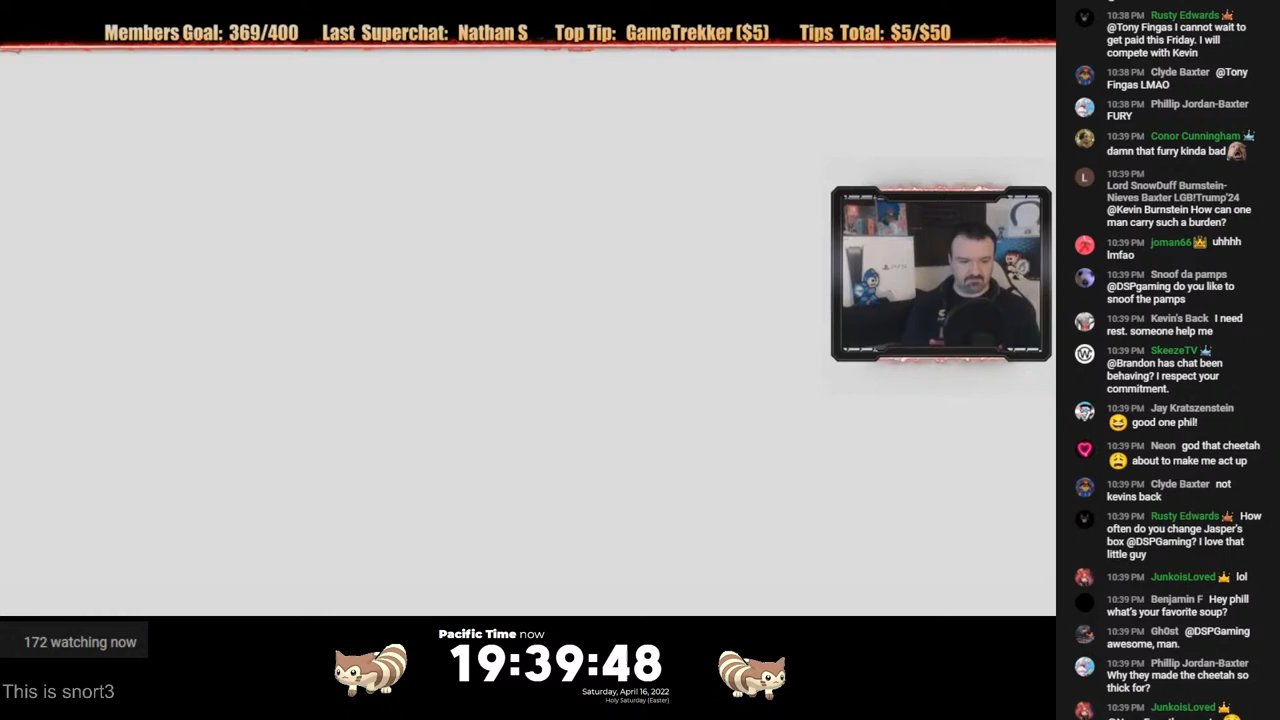 Members Goal: 369/400 Last Superchat: Nathan S Top Tip: GameTrekker ($5) Tips Total: $5/$50
10:38 PM Rusty Edwards
@Tony Fingas I cannot wait to
get paid this Friday. I will
compete with Kevin
10:38 PM Clyde Baxter @Tony
Fingas LMAO
10:38 PM Phillip Jordan-Baxter
FURY
10:39 PM Conor Cunningham
damn that furry kinda bad
10:39 PM
Lord SnowDuff Burnstein-
Nieves Baxter LGB!Trump'24
@Kevin Burnstein How can one
man carry such a burden?
10:39 PM joman66 uhhhh
lmfao
10:39 PM Snoof da pamps
@DSPgaming do you like to
snoof the pamps
10:39 PM Kevin's Back I need
rest. someone help me
10:39 PM SkeezeTV
@Brandon has chat been
behaving? I respect your
commitment.
10:39 PM Jay Kratszenstein
good one phil!
10:39 PM Neon god that cheetah
about to make me act up
10:39 PM Clyde Baxter not
kevins back
10:39 PM Rusty Edwards How
often do you change Jasper's
box @DSPGaming? I love that
little guy
10:39 PM JunkoisLoved lol
10:39 PM Benjamin F Hey phill
what's your favorite soup?
10:39 PM Gh0st @DSPGaming
awesome, man.
10:39 PM Phillip Jordan-Baxter
Why they made the cheetah so
thick for?
10:39 PM JunkoisLoved
172 watching now
This is snort3
Pacific Time now
19:39:48
Saturday, April 16, 2022
Holy Saturday (Easter)